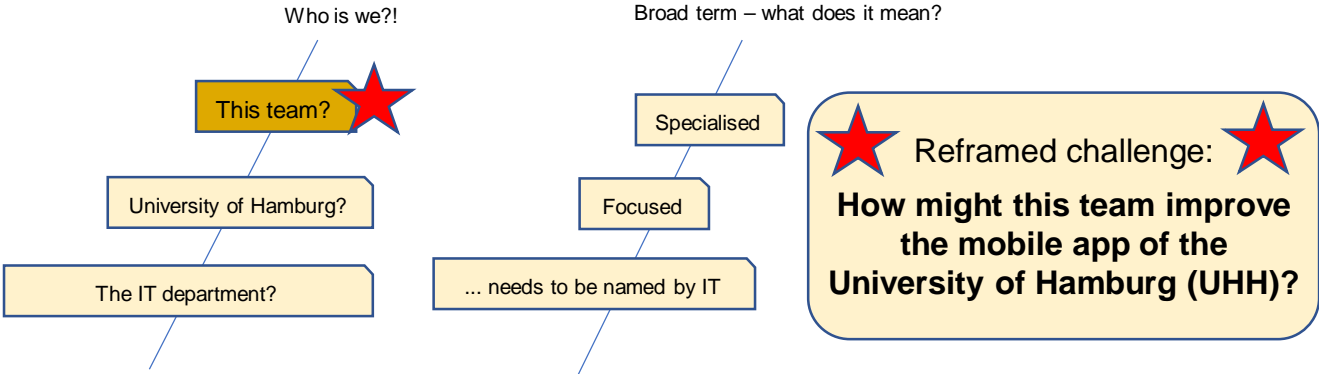 Who is we?!
This team?
University of Hamburg?
The IT department?
Broad term – what does it mean?
Specialised
Focused
... needs to be named by IT
Reframed challenge:
How might this team improve
the mobile app of the
University of Hamburg (UHH)?